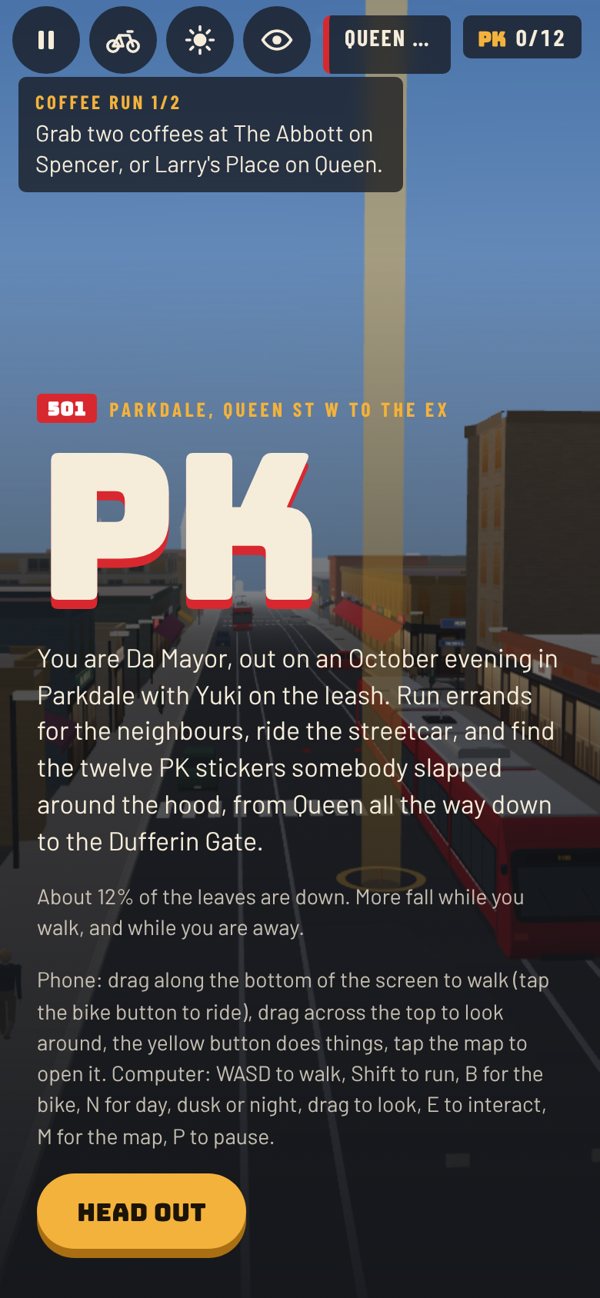 QUEEN ...
PK 0/12
COFFEE RUN 1/2
Grab two coffees at The Abbott on
Spencer, or Larry's Place on Queen.
501 PARKDALE, QUEEN ST W TO THE EX
PK
You are Da Mayor, out on an October evening in
Parkdale with Yuki on the leash. Run errands
for the neighbours, ride the streetcar, and find
the twelve PK stickers somebody slapped
around the hood, from Queen all the way down
to the Dufferin Gate.
About 12% of the leaves are down. More fall while you
walk, and while you are away.
Phone: drag along the bottom of the screen to walk (tap
the bike button to ride), drag across the top to look
around, the yellow button does things, tap the map to
open it. Computer: WASD to walk, Shift to run, B for the
bike, N for day, dusk or night, drag to look, E to interact,
M for the map, P to pause.
HEAD OUT